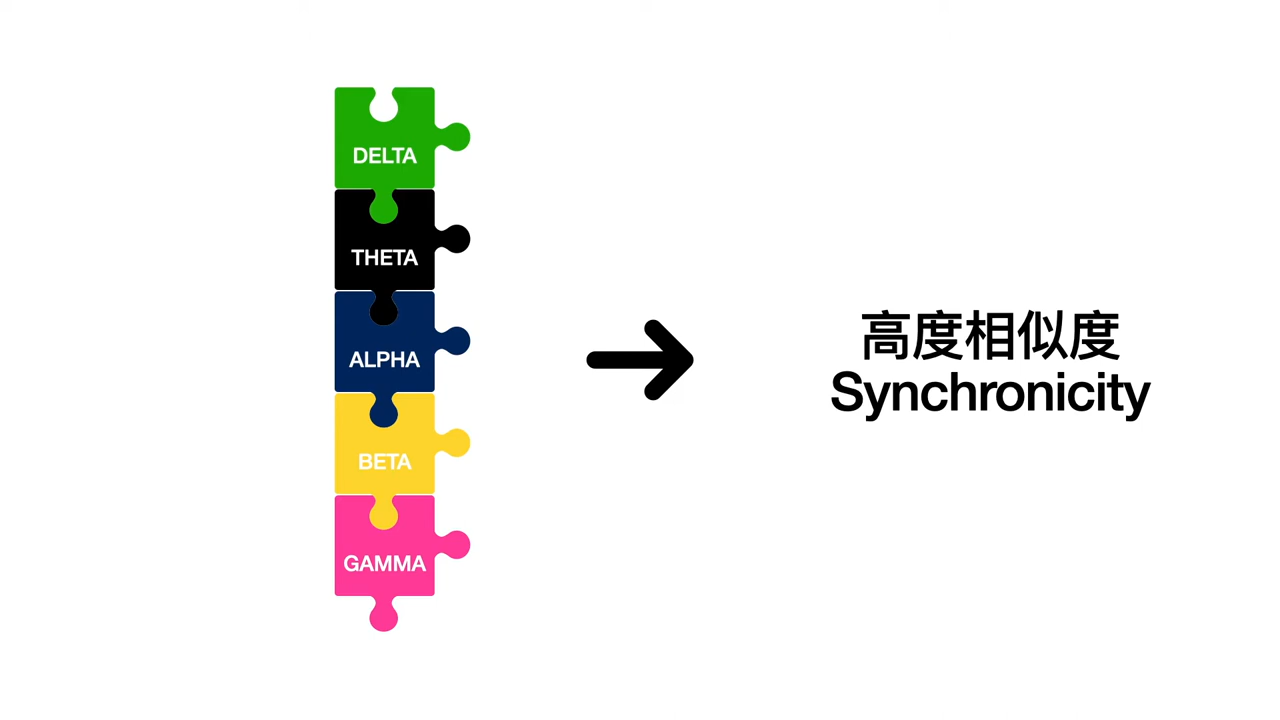 DELTA
THETA
ALPHA
BETA
GAMMA
高度相似度
Synchronicity